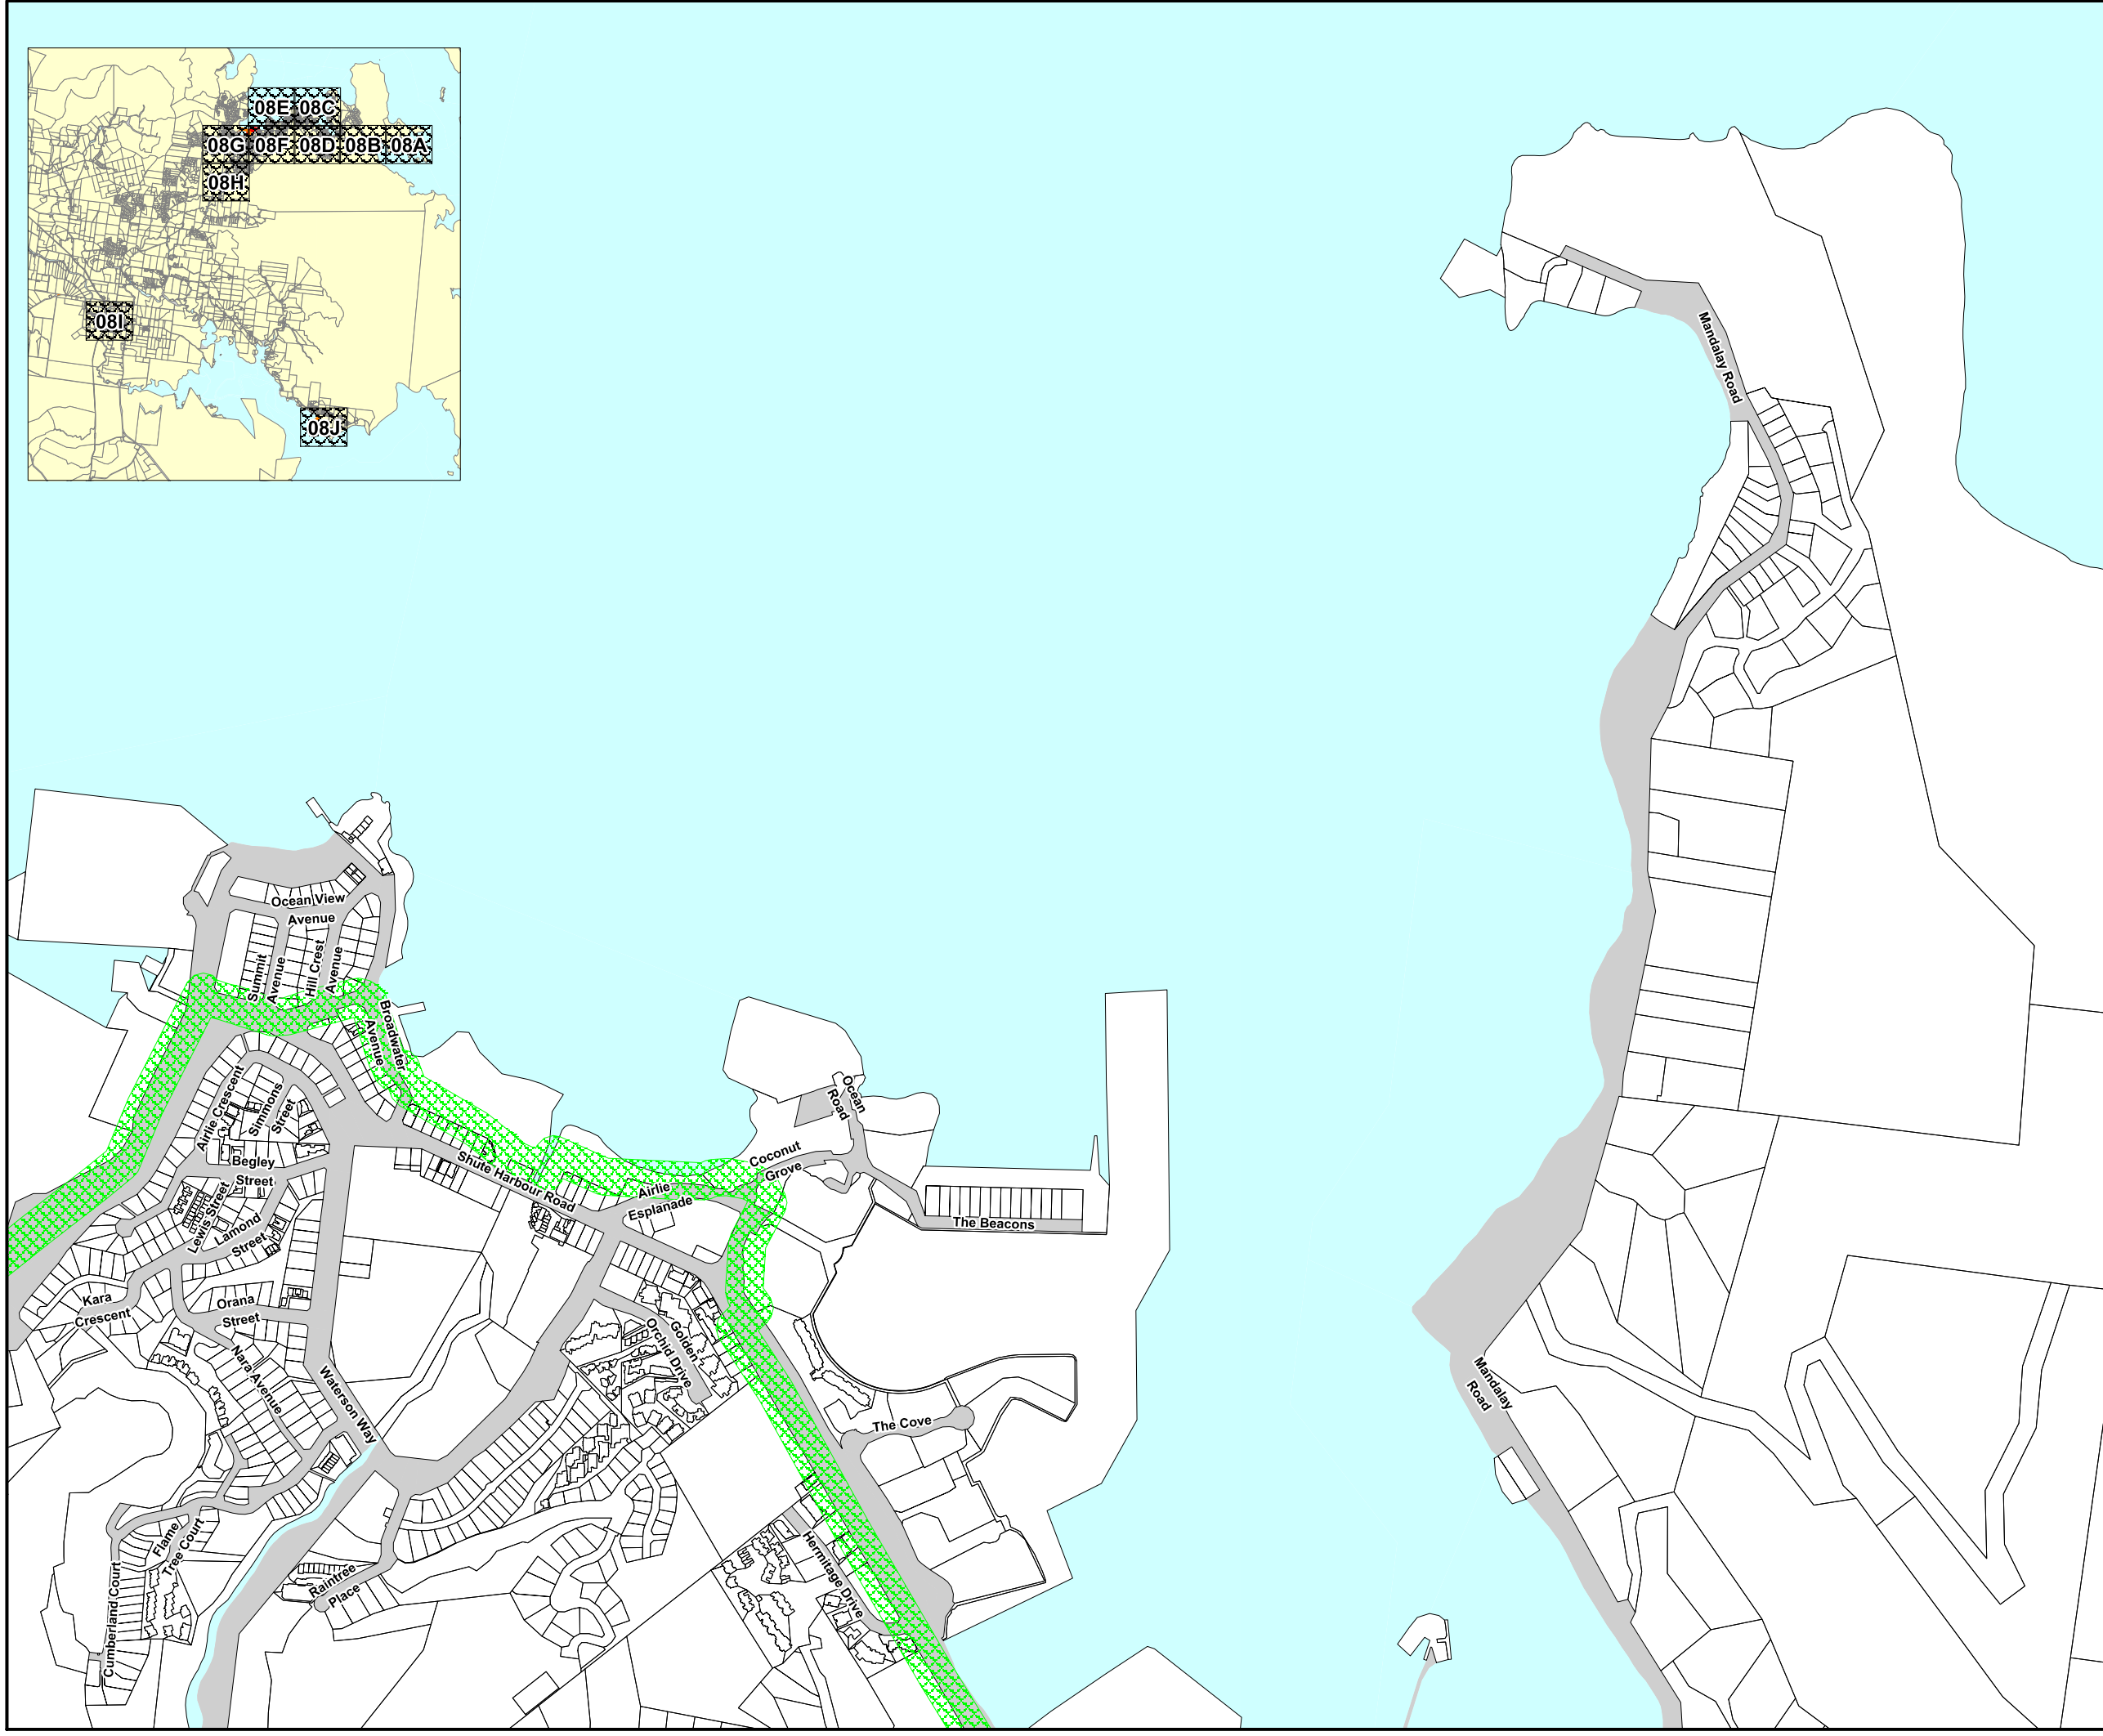 08E
08C
08G
08F
08D
08B
08A
08H
08I
08J
Mandalay Road
Ocean View
Avenue
Summit
Avenue
Hill Crest
Avenue
Broadwater
Avenue
Airlie Crescent
Simmons
Street
Begley
Street
Lewis Street
Lamond
Street
Kara
Crescent
Orana
Street
Nara Avenue
Waterson Way
Shute Harbour Road
Airlie
Esplanade
Coconut
Grove
Ocean
Road
The Beacons
Golden
Orchid Drive
The Cove
Mandalay
Road
Hermitage Drive
Flame
Tree Court
Cumberland Court
Raintree
Place